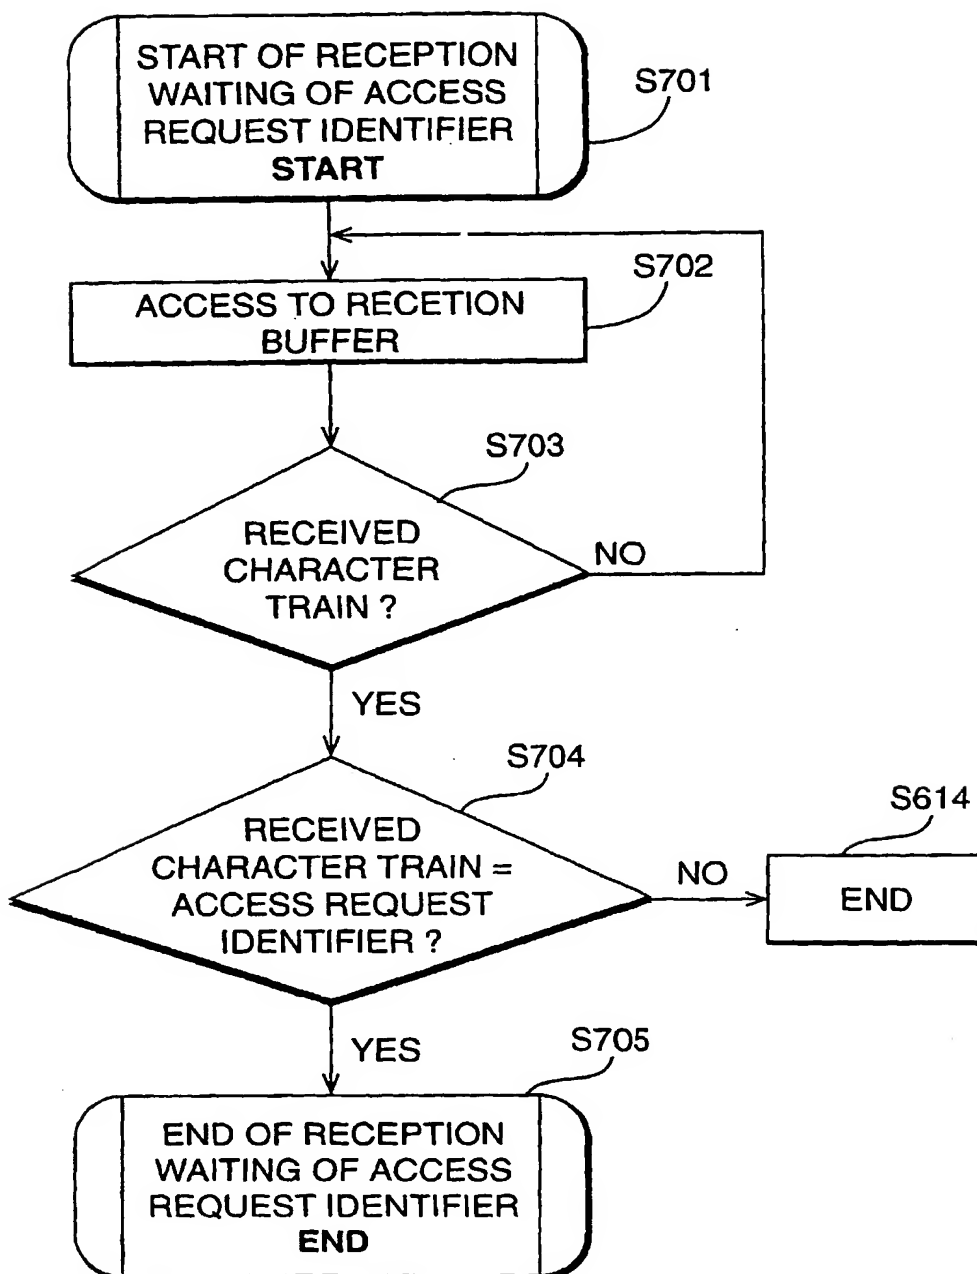 START OF RECEPTION
WAITING OF ACCESS
REQUEST IDENTIFIER
START
S701
S702
ACCESS TO RECETION
BUFFER
S703
RECEIVED
CHARACTER
TRAIN ?
NO
YES
S704
RECEIVED
CHARACTER TRAIN =
ACCESS REQUEST
IDENTIFIER ?
NO
S614
END
YES
S705
END OF RECEPTION
WAITING OF ACCESS
REQUEST IDENTIFIER
END